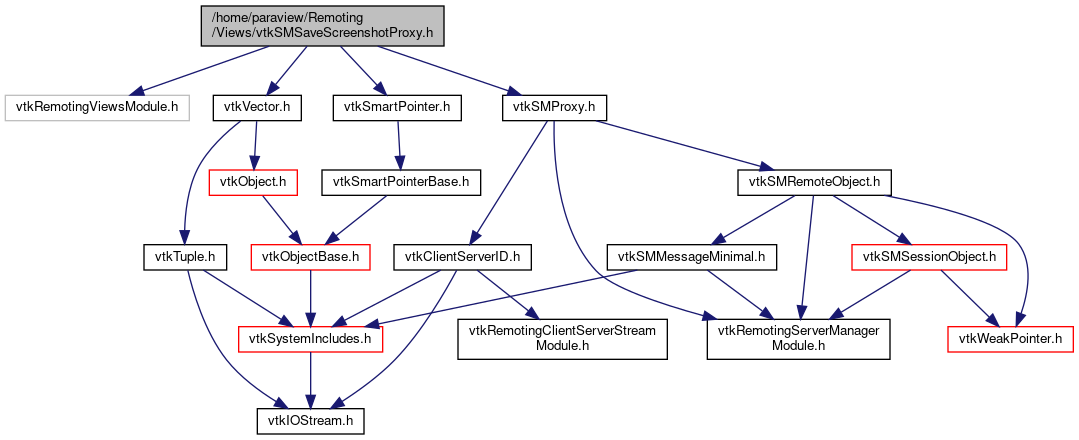 /home/paraview/Remoting
/Views/vtkSMSaveScreenshotProxy.h
vtkRemotingViewsModule.h
vtkVector.h
vtkSmartPointer.h
vtkSMProxy.h
vtkObject.h
vtkSmartPointerBase.h
vtkSMRemoteObject.h
vtkTuple.h
vtkObjectBase.h
vtkClientServerID.h
vtkSMMessageMinimal.h
vtkSMSessionObject.h
vtkSystemIncludes.h
vtkRemotingClientServerStream
Module.h
vtkRemotingServerManager
Module.h
vtkWeakPointer.h
vtkIOStream.h